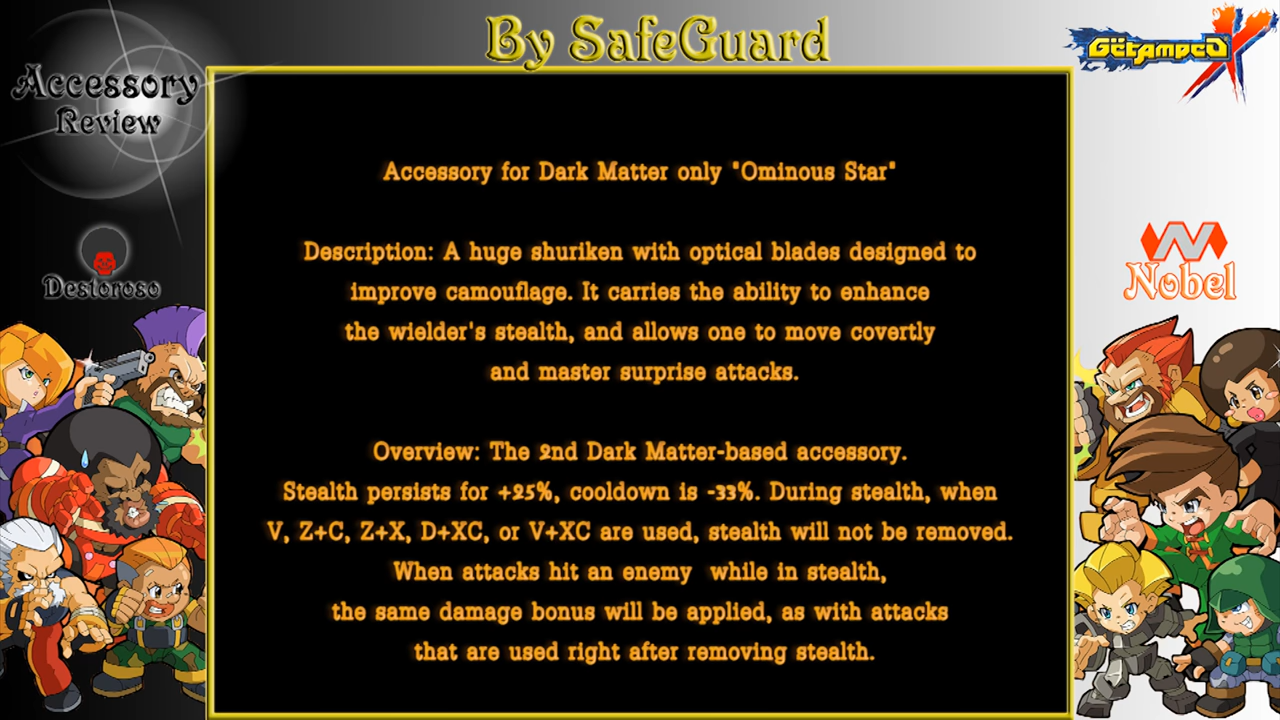 By SafeGuard
GëtAmpeD X
Accessory
Review
Accessory for Dark Matter only "Ominous Star"
Description: A huge shuriken with optical blades designed to
improve camouflage. It carries the ability to enhance
the wielder's stealth, and allows one to move covertly
and master surprise attacks.
Destoroso
Nobel
Overview: The 2nd Dark Matter-based accessory.
Stealth persists for +25%, cooldown is -33%. During stealth, when
V, Z+C, Z+X, D+XC, or V+XC are used, stealth will not be removed.
When attacks hit an enemy  while in stealth,
the same damage bonus will be applied, as with attacks
that are used right after removing stealth.